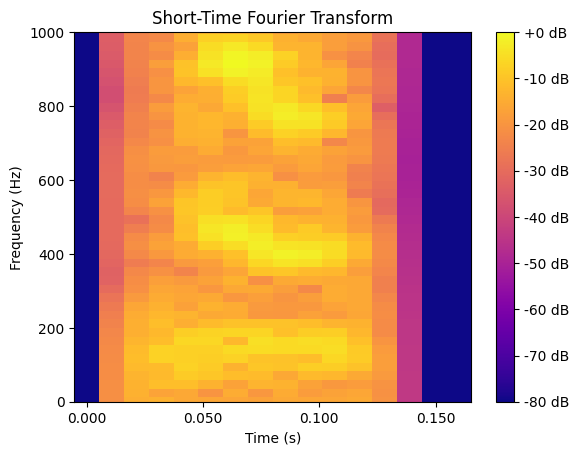 Short-Time Fourier Transform
1000
800
600
400
200
0
Frequency (Hz)
0.000
0.050
0.100
0.150
Time (s)
+0 dB
-10 dB
-20 dB
-30 dB
-40 dB
-50 dB
-60 dB
-70 dB
-80 dB